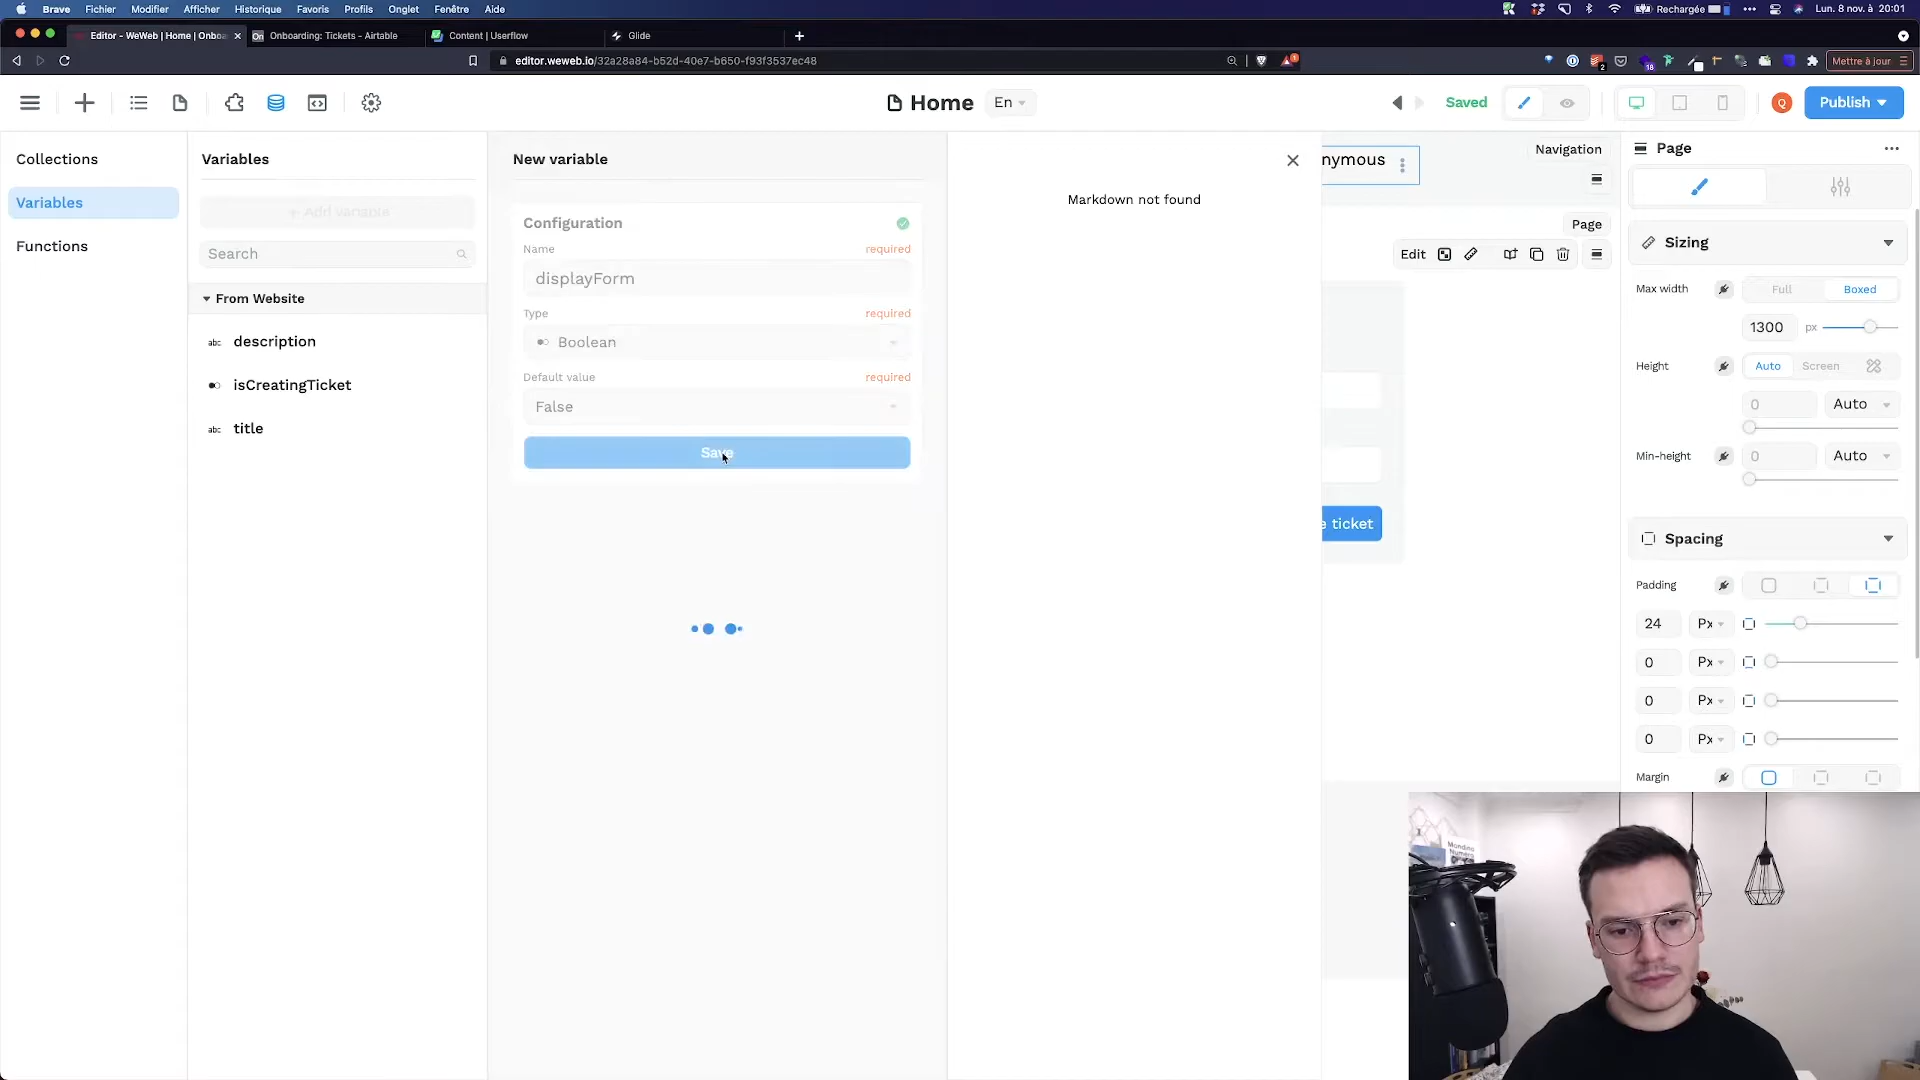 Brave Fichier Modifier Afficher Historique Favoris Profils Onglet Fenêtre Aide Rechargée Lun. 8 nov. à 20:01
Editor - WeWeb | Home | Onbo Onboarding: Tickets - Airtable Content | Userflow Glide
editor.weweb.io/32a28a84-b52d-40e7-b650-f93f3537ec48 2 18 Mettre à jour
Home En Saved Q Publish
Collections
Variables
Functions
Variables
Add variable
Search
From Website
description
isCreatingTicket
title
New variable
Configuration
Name required
displayForm
Type required
Boolean
Default value required
False
Save
Markdown not found
nymous
Navigation
Page
Edit
e ticket
Page
Sizing
Max width Full Boxed
1300 px
Height Auto Screen
0 Auto
Min-height 0 Auto
Spacing
Padding
24 Px
0 Px
0 Px
0 Px
Margin
Mondino
Numéro